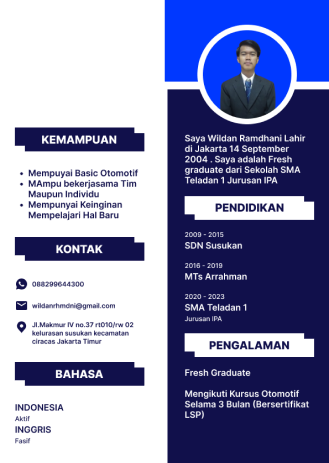 KEMAMPUAN
Mempuyai Basic Otomotif
MAmpu bekerjasama Tim
Maupun Individu
Mempunyai Keinginan
Mempelajari Hal Baru
KONTAK
088299644300
wildanrhmdni@gmail.com
Jl.Makmur IV no.37 rt010/rw 02
kelurasan susukan kecamatan
ciracas Jakarta Timur
BAHASA
INDONESIA
Aktif
INGGRIS
Fasif
Saya Wildan Ramdhani Lahir
di Jakarta 14 September
2004 . Saya adalah Fresh
graduate dari Sekolah SMA
Teladan 1 Jurusan IPA
PENDIDIKAN
2009 - 2015
SDN Susukan
2016 - 2019
MTs Arrahman
2020 - 2023
SMA Teladan 1
Jurusan IPA
PENGALAMAN
Fresh Graduate
Mengikuti Kursus Otomotif
Selama 3 Bulan (Bersertifikat
LSP)